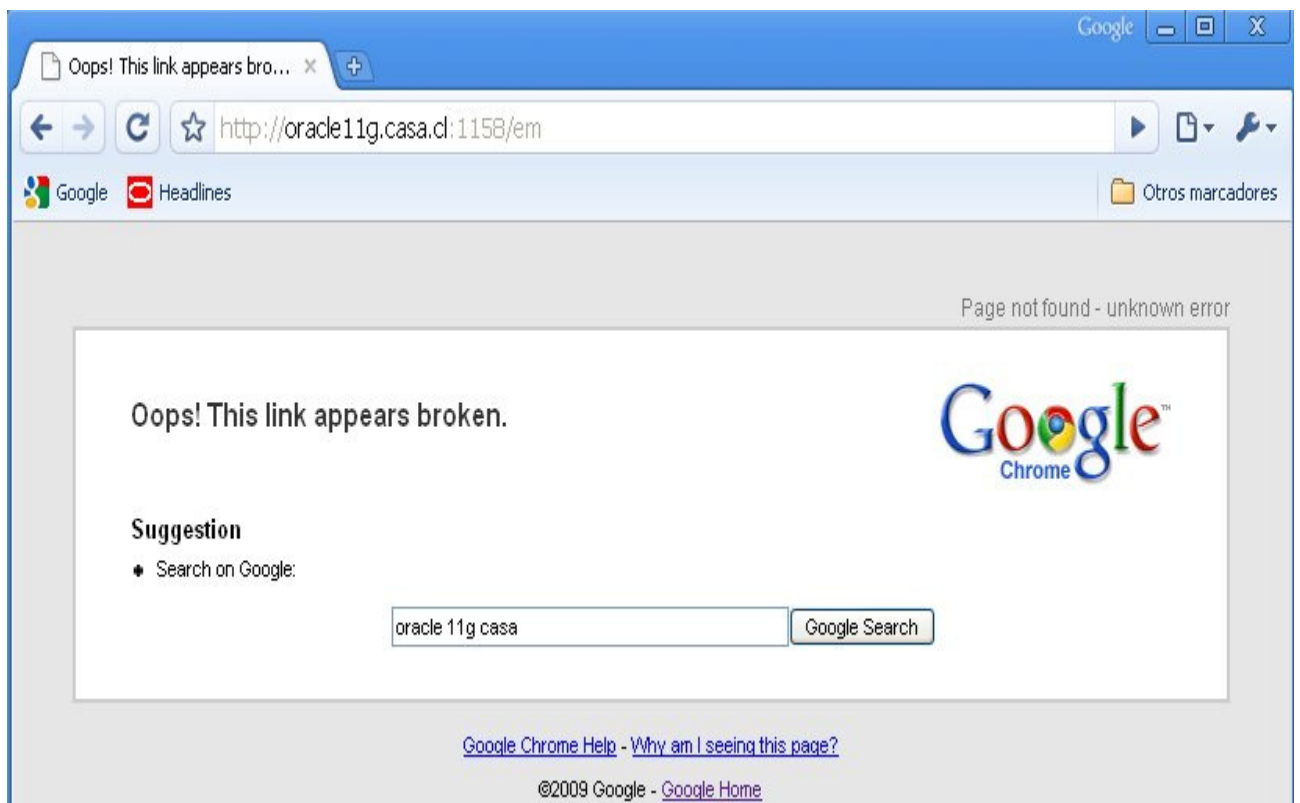 Google
Oops! This link appears bro...
http://oracle11g.casa.cl:1158/em
Google Headlines Otros marcadores
Page not found - unknown error
Oops! This link appears broken.
Google™
Chrome
Suggestion
Search on Google:
oracle 11g casa Google Search
Google Chrome Help - Why am I seeing this page?
©2009 Google - Google Home